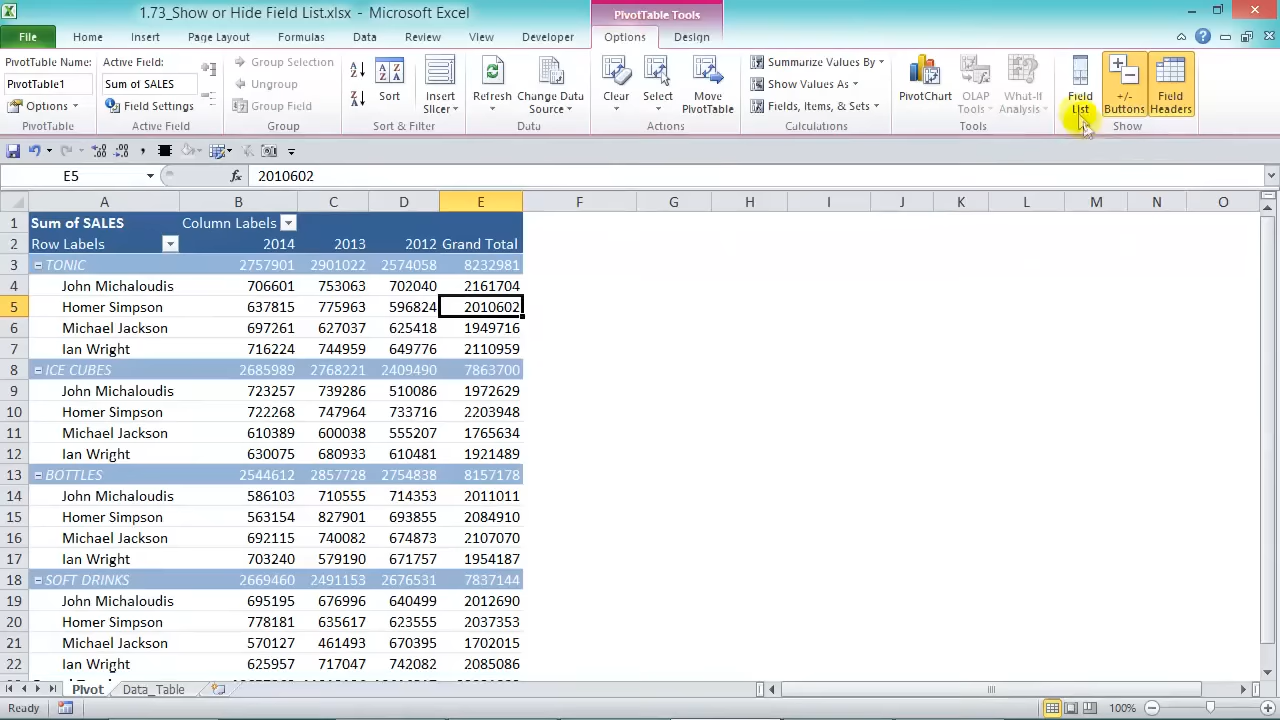 1.73_Show or Hide Field List.xlsx - Microsoft Excel
PivotTable Tools
File Home Insert Page Layout Formulas Data Review View Developer Options Design
PivotTable Name:
PivotTable1
Options
PivotTable
Active Field:
Sum of SALES
Field Settings
Active Field
Group Selection
Ungroup
Group Field
Group
Sort
Insert Slicer
Sort & Filter
Refresh
Change Data Source
Data
Clear
Select
Move PivotTable
Actions
Summarize Values By
Show Values As
Fields, Items, & Sets
Calculations
PivotChart
OLAP Tools
What-If Analysis
Tools
Field List
+/- Buttons
Field Headers
Show
E5 fx 2010602
A B C D E F G H I J K L M N O
1 Sum of SALES Column Labels
2 Row Labels 2014 2013 2012 Grand Total
3 TONIC 2757901 2901022 2574058 8232981
4 John Michaloudis 706601 753063 702040 2161704
5 Homer Simpson 637815 775963 596824 2010602
6 Michael Jackson 697261 627037 625418 1949716
7 Ian Wright 716224 744959 649776 2110959
8 ICE CUBES 2685989 2768221 2409490 7863700
9 John Michaloudis 723257 739286 510086 1972629
10 Homer Simpson 722268 747964 733716 2203948
11 Michael Jackson 610389 600038 555207 1765634
12 Ian Wright 630075 680933 610481 1921489
13 BOTTLES 2544612 2857728 2754838 8157178
14 John Michaloudis 586103 710555 714353 2011011
15 Homer Simpson 563154 827901 693855 2084910
16 Michael Jackson 692115 740082 674873 2107070
17 Ian Wright 703240 579190 671757 1954187
18 SOFT DRINKS 2669460 2491153 2676531 7837144
19 John Michaloudis 695195 676996 640499 2012690
20 Homer Simpson 778181 635617 623555 2037353
21 Michael Jackson 570127 461493 670395 1702015
22 Ian Wright 625957 717047 742082 2085086
Pivot Data_Table
Ready 100%